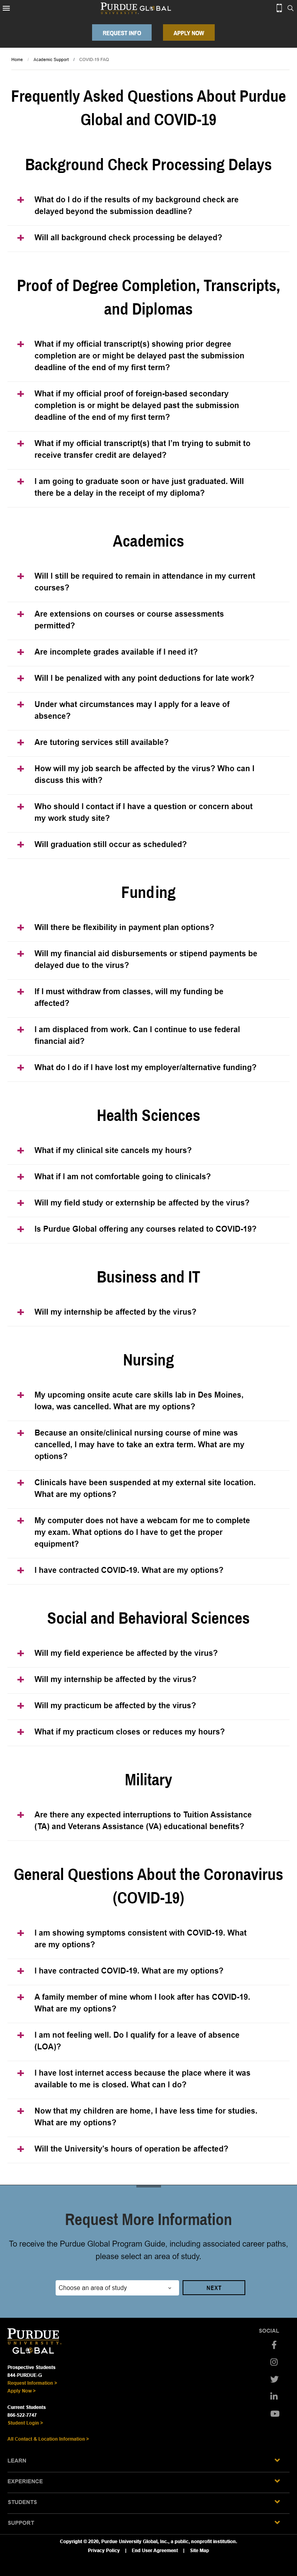 PURDUE GLOBAL
REQUEST INFO
APPLY NOW
Home / Academic Support / COVID-19 FAQ
Frequently Asked Questions About Purdue
Global and COVID-19
Background Check Processing Delays
What do I do if the results of my background check are
delayed beyond the submission deadline?
Will all background check processing be delayed?
Proof of Degree Completion, Transcripts,
and Diplomas
What if my official transcript(s) showing prior degree
completion are or might be delayed past the submission
deadline of the end of my first term?
What if my official proof of foreign-based secondary
completion is or might be delayed past the submission
deadline of the end of my first term?
What if my official transcript(s) that I'm trying to submit to
receive transfer credit are delayed?
I am going to graduate soon or have just graduated. Will
there be a delay in the receipt of my diploma?
Academics
Will I still be required to remain in attendance in my current
courses?
Are extensions on courses or course assessments
permitted?
Are incomplete grades available if I need it?
Will I be penalized with any point deductions for late work?
Under what circumstances may I apply for a leave of
absence?
Are tutoring services still available?
How will my job search be affected by the virus? Who can I
discuss this with?
Who should I contact if I have a question or concern about
my work study site?
Will graduation still occur as scheduled?
Funding
Will there be flexibility in payment plan options?
Will my financial aid disbursements or stipend payments be
delayed due to the virus?
If I must withdraw from classes, will my funding be
affected?
I am displaced from work. Can I continue to use federal
financial aid?
What do I do if I have lost my employer/alternative funding?
Health Sciences
What if my clinical site cancels my hours?
What if I am not comfortable going to clinicals?
Will my field study or externship be affected by the virus?
Is Purdue Global offering any courses related to COVID-19?
Business and IT
Will my internship be affected by the virus?
Nursing
My upcoming onsite acute care skills lab in Des Moines,
Iowa, was cancelled. What are my options?
Because an onsite/clinical nursing course of mine was
cancelled, I may have to take an extra term. What are my
options?
Clinicals have been suspended at my external site location.
What are my options?
My computer does not have a webcam for me to complete
my exam. What options do I have to get the proper
equipment?
I have contracted COVID-19. What are my options?
Social and Behavioral Sciences
Will my field experience be affected by the virus?
Will my internship be affected by the virus?
Will my practicum be affected by the virus?
What if my practicum closes or reduces my hours?
Military
Are there any expected interruptions to Tuition Assistance
(TA) and Veterans Assistance (VA) educational benefits?
General Questions About the Coronavirus
(COVID-19)
I am showing symptoms consistent with COVID-19. What
are my options?
I have contracted COVID-19. What are my options?
A family member of mine whom I look after has COVID-19.
What are my options?
I am not feeling well. Do I qualify for a leave of absence
(LOA)?
I have lost internet access because the place where it was
available to me is closed. What can I do?
Now that my children are home, I have less time for studies.
What are my options?
Will the University's hours of operation be affected?
Request More Information
To receive the Purdue Global Program Guide, including associated career paths,
please select an area of study.
Choose an area of study
NEXT
PURDUE
GLOBAL
SOCIAL
Prospective Students
844-PURDUE-G
Request Information >
Apply Now >
Current Students
866-522-7747
Student Login >
All Contact & Location Information >
LEARN
EXPERIENCE
STUDENTS
SUPPORT
Copyright © 2020, Purdue University Global, Inc., a public, nonprofit institution.
Privacy Policy | End User Agreement | Site Map